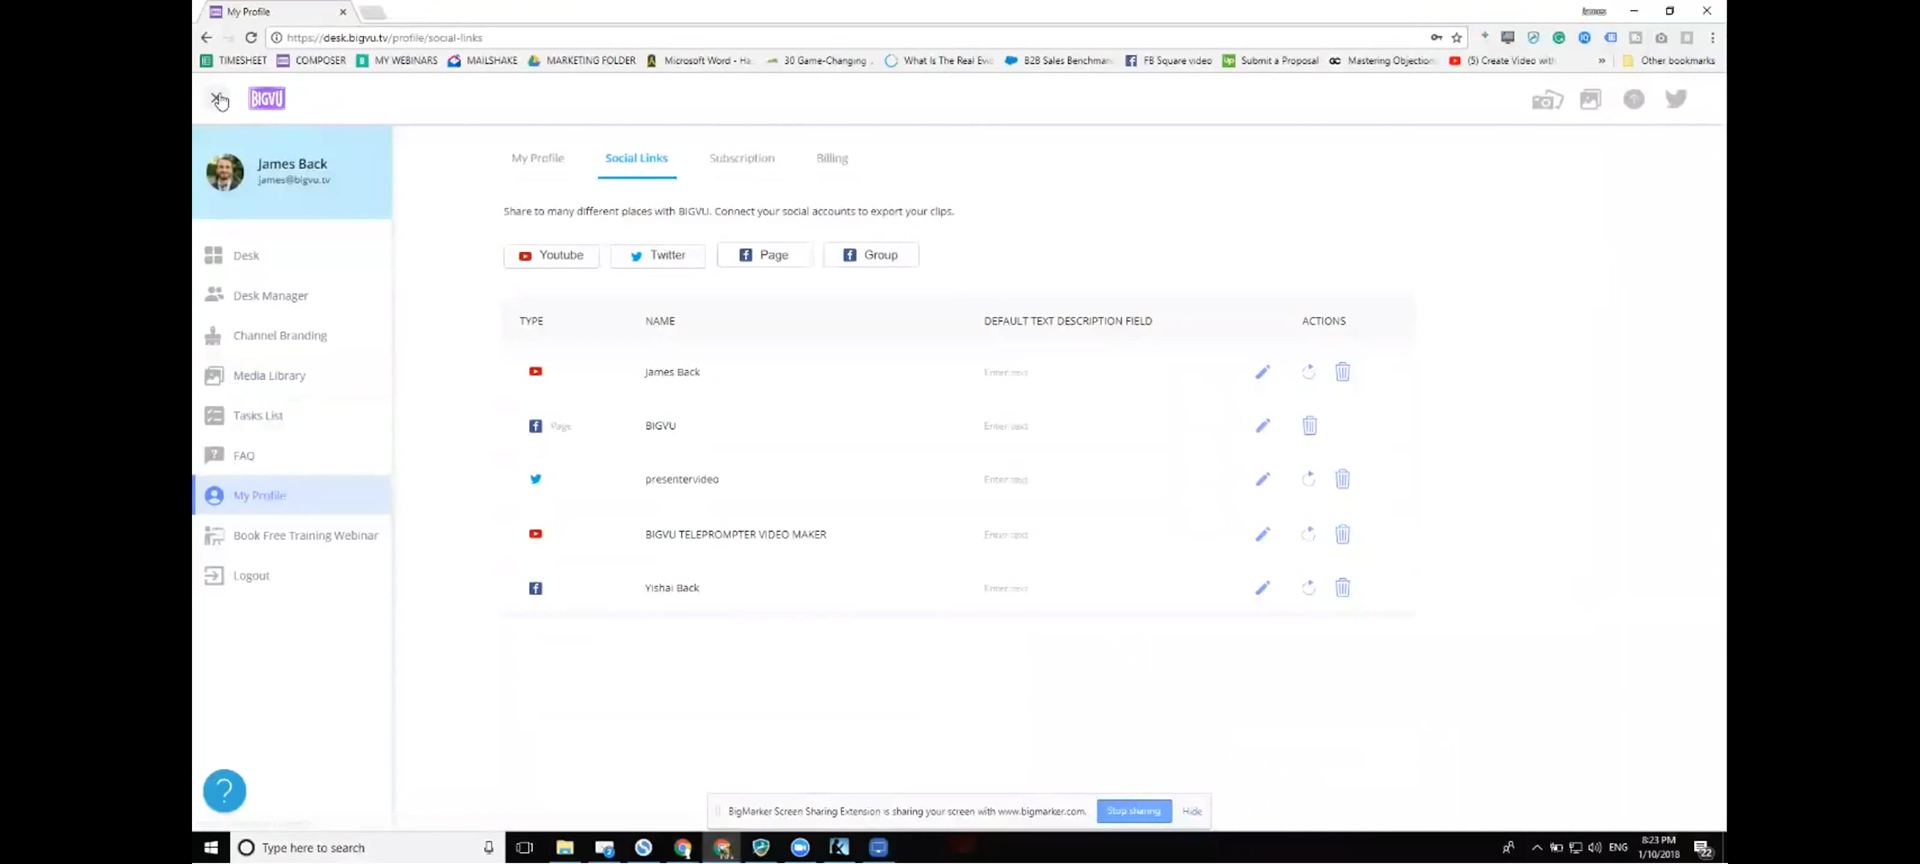 My Profile
https://desk.bigvu.tv/profile/social-links
TIMESHEET COMPOSER MY WEBINARS MAILSHAKE MARKETING FOLDER Microsoft Word - Ha 30 Game-Changing What Is The Real Evi B2B Sales Benchmar FB Square video Submit a Proposal Mastering Objection (5) Create Video with » Other bookmarks
BIGVU
James Back
james@bigvu.tv
My Profile Social Links Subscription Billing
Share to many different places with BIGVU. Connect your social accounts to export your clips.
Youtube Twitter Page Group
Desk
Desk Manager
Channel Branding
Media Library
Tasks List
FAQ
My Profile
Book Free Training Webinar
Logout
TYPE NAME DEFAULT TEXT DESCRIPTION FIELD ACTIONS
James Back Enter text
Page BIGVU Enter text
presentervideo Enter text
BIGVU TELEPROMPTER VIDEO MAKER Enter text
Yishai Back Enter text
?
BigMarker Screen Sharing Extension is sharing your screen with www.bigmarker.com. Stop sharing Hide
Type here to search
ENG
8:23 PM
1/10/2018
22